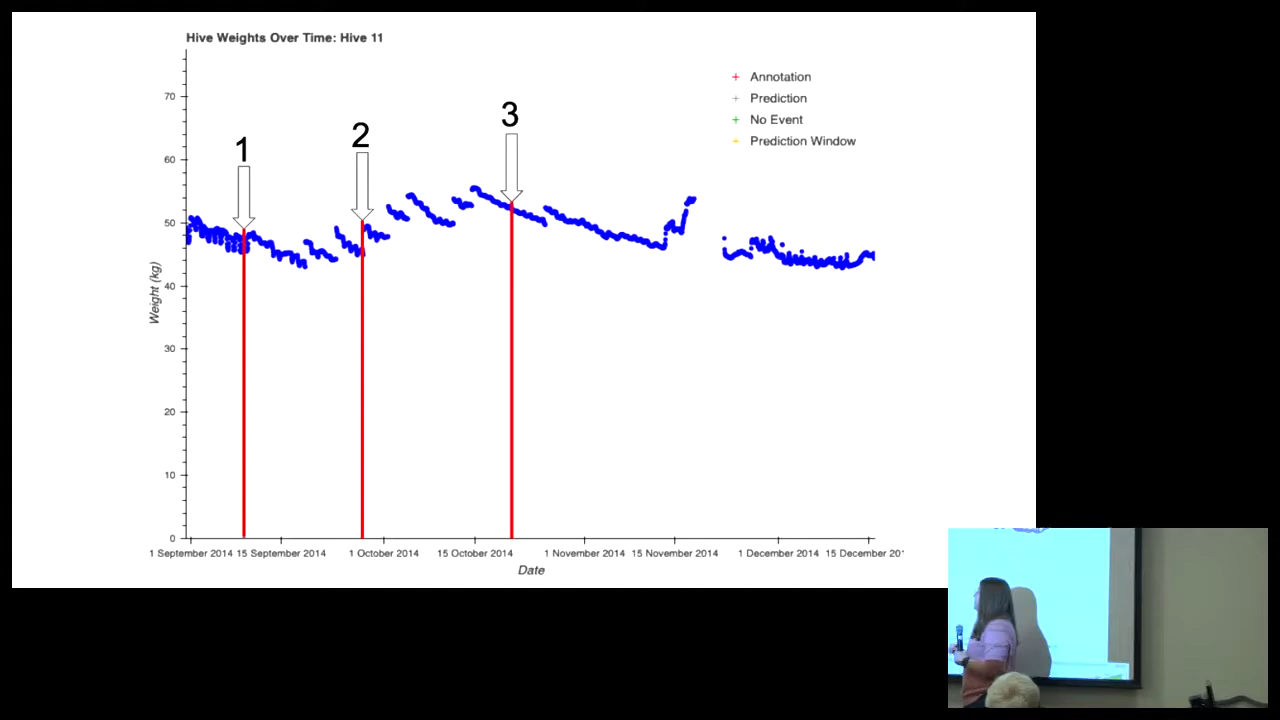 Hive Weights Over Time: Hive 11
Annotation
Prediction
No Event
Prediction Window
1
2
3
70
60
50
40
30
20
10
0
Weight (kg)
1 September 2014 15 September 2014 1 October 2014 15 October 2014 1 November 2014 15 November 2014 1 December 2014 15 December 20
Date